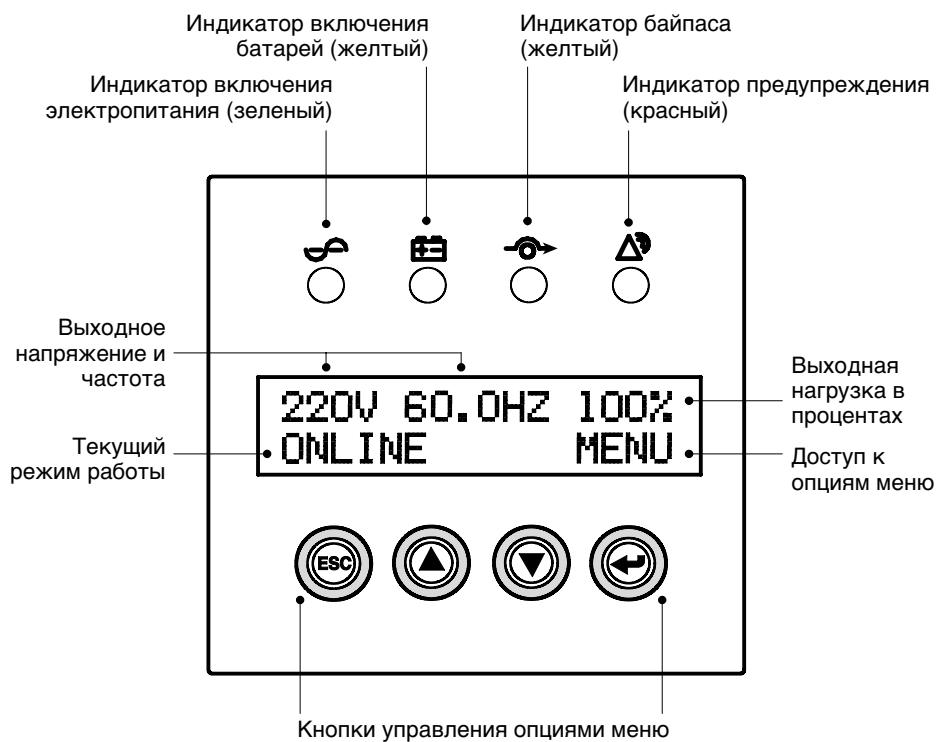 Индикатор включения
батарей (желтый)
Индикатор байпаса
(желтый)
Индикатор включения
электропитания (зеленый)
Индикатор предупреждения
(красный)
Выходное
напряжение и
частота
220V 60.0HZ 100%
ONLINE MENU
Выходная
нагрузка в
процентах
Текущий
режим работы
Доступ к
опциям меню
ESC
Кнопки управления опциями меню